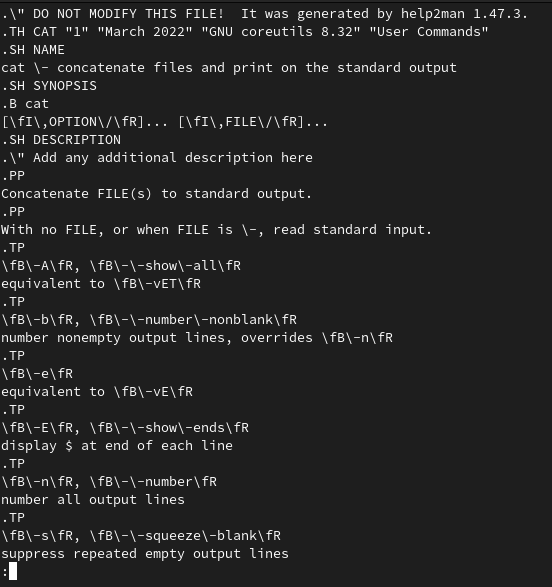 .\" DO NOT MODIFY THIS FILE!  It was generated by help2man 1.47.3.
.TH CAT "1" "March 2022" "GNU coreutils 8.32" "User Commands"
.SH NAME
cat \- concatenate files and print on the standard output
.SH SYNOPSIS
.B cat
[\fI\,OPTION\/\fR]... [\fI\,FILE\/\fR]...
.SH DESCRIPTION
.\" Add any additional description here
.PP
Concatenate FILE(s) to standard output.
.PP
With no FILE, or when FILE is \-, read standard input.
.TP
\fB\-A\fR, \fB\-\-show\-all\fR
equivalent to \fB\-vET\fR
.TP
\fB\-b\fR, \fB\-\-number\-nonblank\fR
number nonempty output lines, overrides \fB\-n\fR
.TP
\fB\-e\fR
equivalent to \fB\-vE\fR
.TP
\fB\-E\fR, \fB\-\-show\-ends\fR
display $ at end of each line
.TP
\fB\-n\fR, \fB\-\-number\fR
number all output lines
.TP
\fB\-s\fR, \fB\-\-squeeze\-blank\fR
suppress repeated empty output lines
: